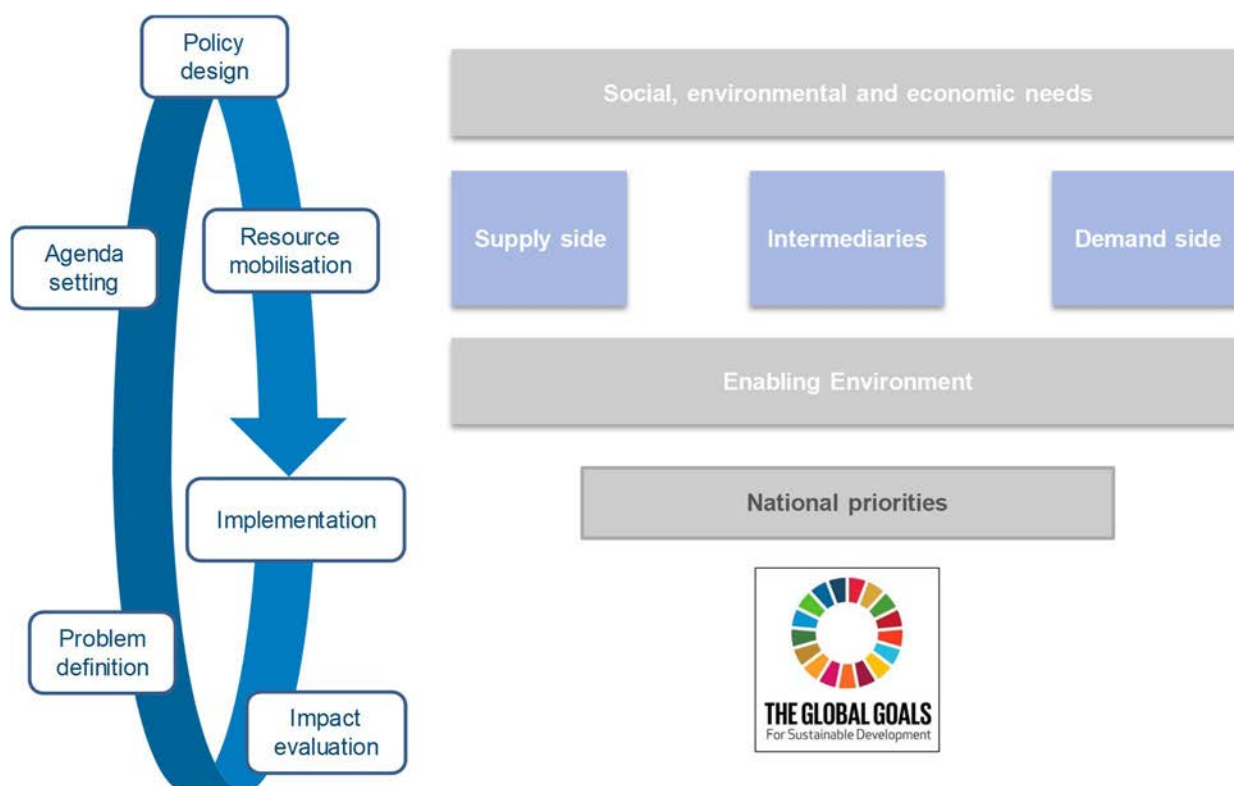 Policy
design
Agenda
setting
Resource
mobilisation
Implementation
Problem
definition
Impact
evaluation
Social, environmental and economic needs
Supply side
Intermediaries
Demand side
Enabling Environment
National priorities
THE GLOBAL GOALS
For Sustainable Development